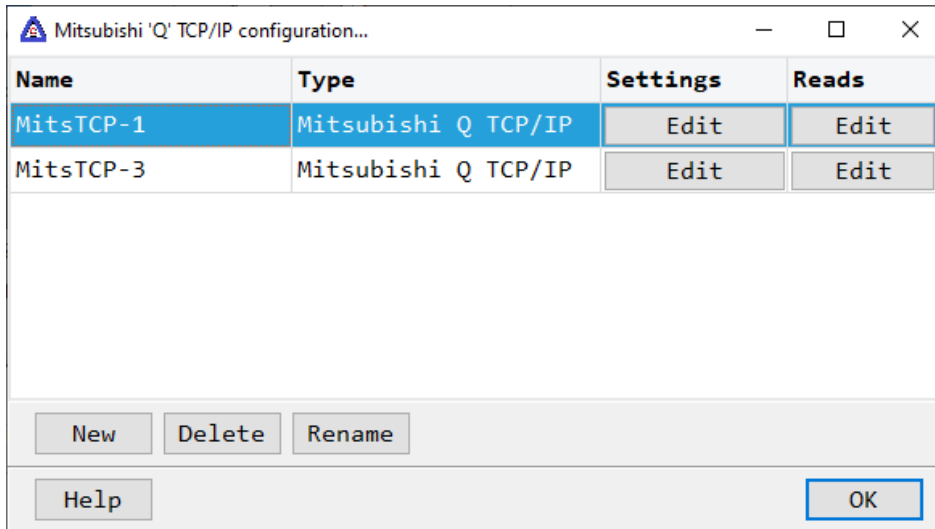 Mitsubishi 'Q' TCP/IP configuration...
Name Type Settings Reads
MitsTCP-1 Mitsubishi Q TCP/IP Edit Edit
MitsTCP-3 Mitsubishi Q TCP/IP Edit Edit
New Delete Rename
Help OK